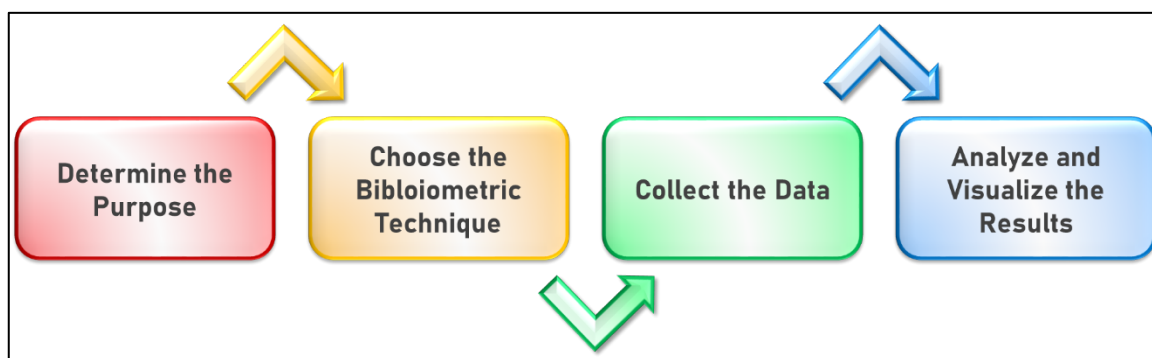 Determine the
Purpose
Choose the
Bibloiometric
Technique
Collect the Data
Analyze and
Visualize the
Results